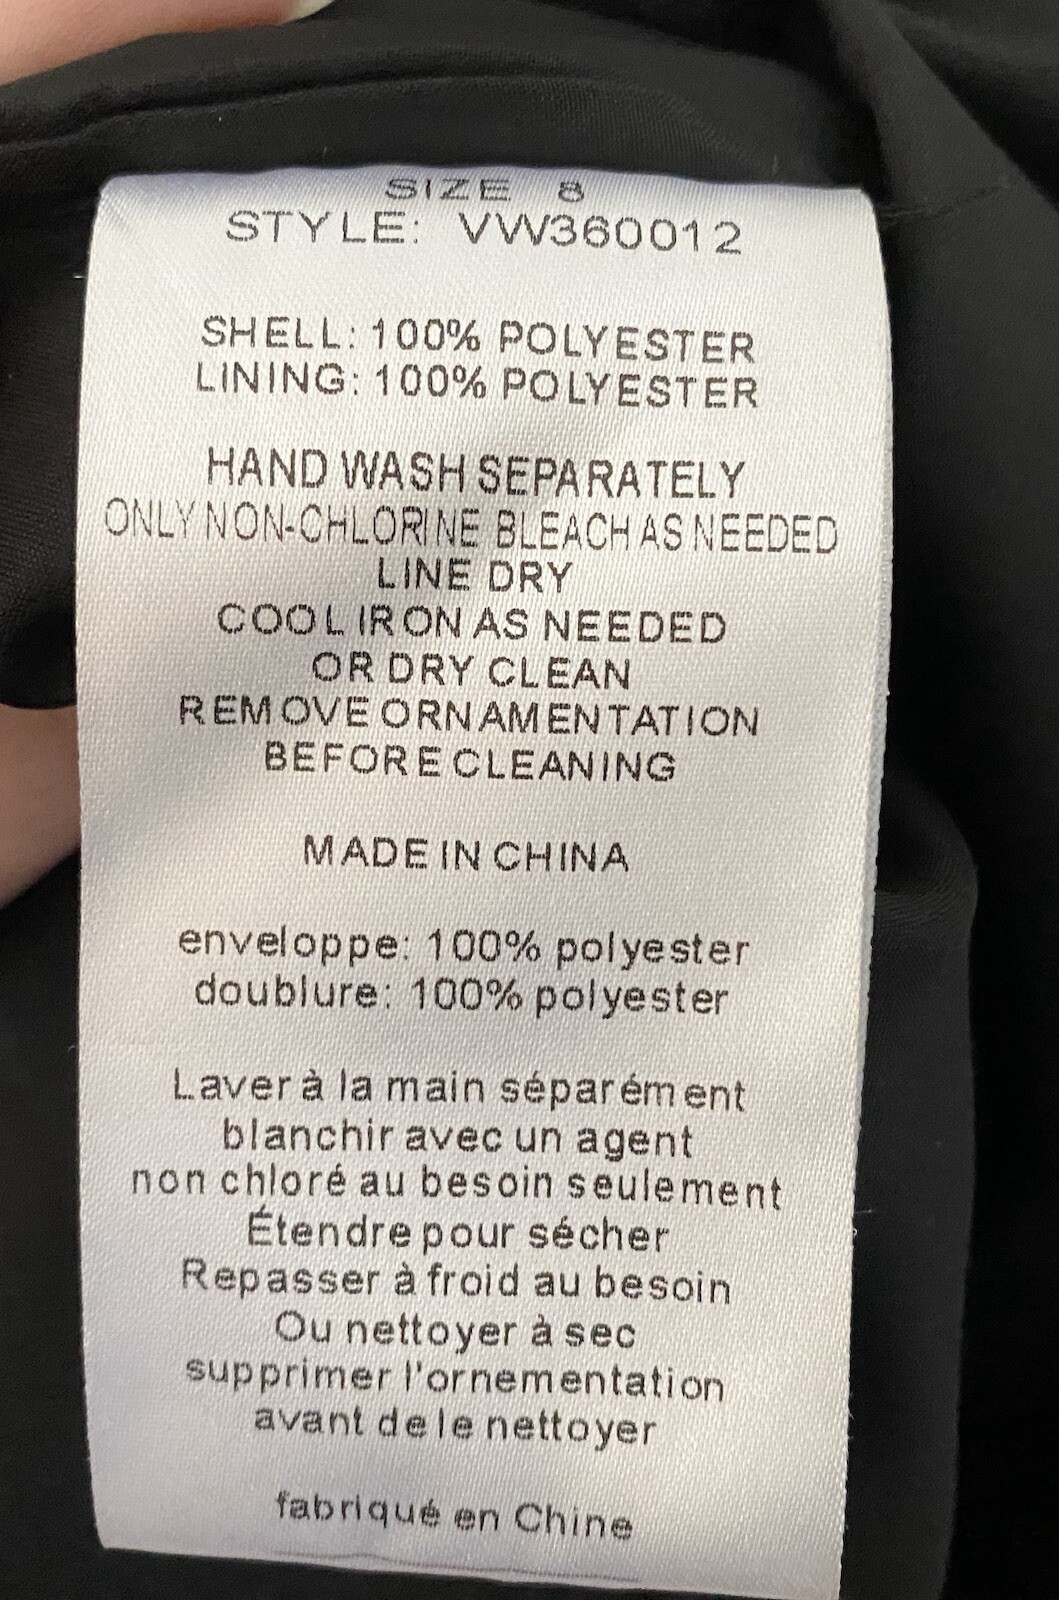 SIZE 8
STYLE: VW360012
SHELL: 100% POLYESTER
LINING: 100% POLYESTER
HAND WASH SEPARATELY
ONLY NON-CHLORINE BLEACH AS NEEDED
LINE DRY
COOL IRON AS NEEDED
OR DRY CLEAN
REMOVE ORNAMENTATION
BEFORE CLEANING
MADE IN CHINA
enveloppe: 100% polyester
doublure: 100% polyester
Laver à la main séparément
blanchir avec un agent
non chloré au besoin seulement
Étendre pour sécher
Repasser à froid au besoin
Ou nettoyer à sec
supprimer l'ornementation
avant de le nettoyer
fabriqué en Chine